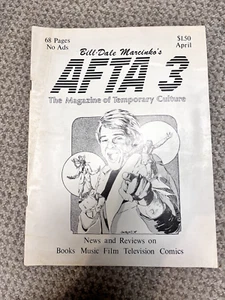 68 Pages
No Ads
$1.50
April
Bill-Dale Marcinko's
AFTA 3
The Magazine of Temporary Culture
News and Reviews on
Books Music Film Television Comics